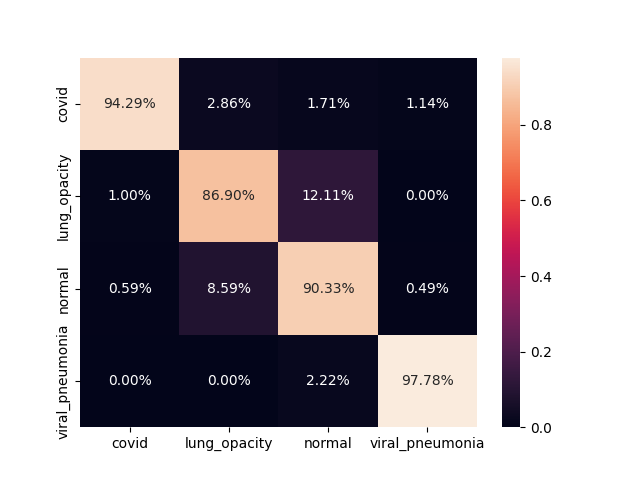 covid 94.29% 2.86% 1.71% 1.14%
lung_opacity 1.00% 86.90% 12.11% 0.00%
normal 0.59% 8.59% 90.33% 0.49%
viral_pneumonia 0.00% 0.00% 2.22% 97.78%
covid lung_opacity normal viral_pneumonia
0.8
0.6
0.4
0.2
0.0